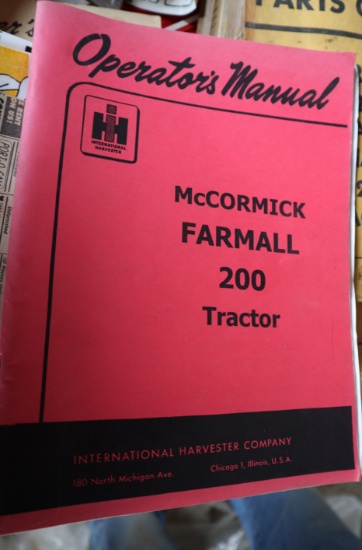 Operator's Manual
IH
INTERNATIONAL
HARVESTER
McCORMICK
FARMALL
200
Tractor
INTERNATIONAL HARVESTER COMPANY
180 North Michigan Ave. Chicago 1, Illinois, U.S.A.
PARTS